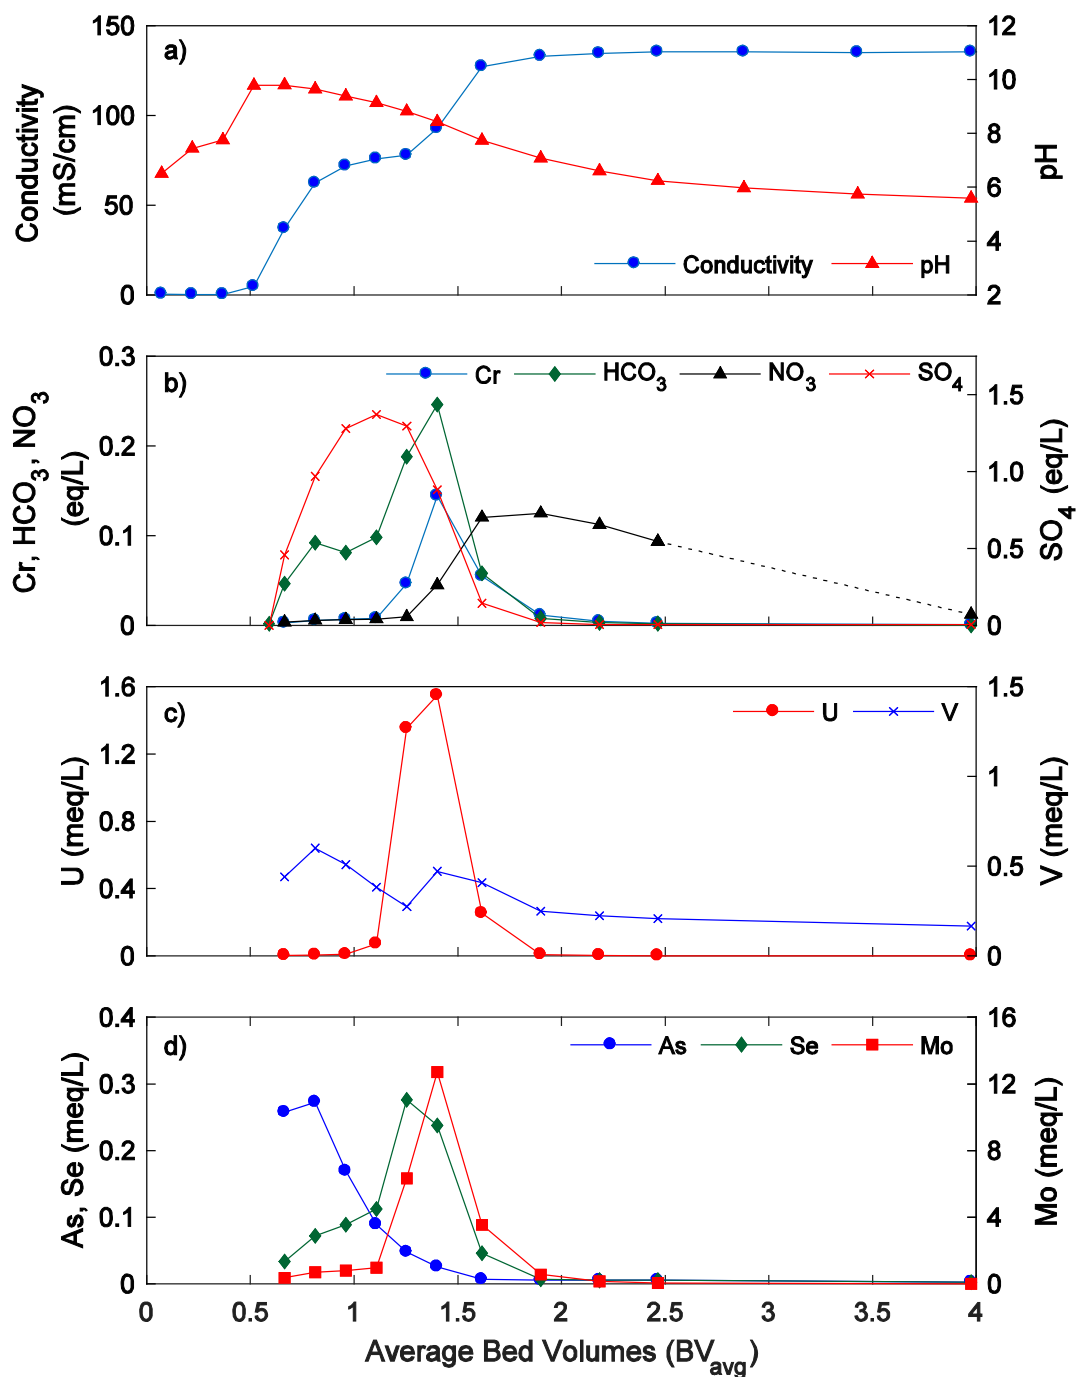 a)
150
100
50
0
Conductivity
(mS/cm)
12
10
8
6
4
2
pH
Conductivity
pH
b)
0.3
0.2
0.1
0
Cr, HCO3, NO3
(eq/L)
1.5
1.0
0.5
0
SO4 (eq/L)
Cr
HCO3
NO3
SO4
c)
1.6
1.2
0.8
0.4
0
U (meq/L)
1.5
1
0.5
0
V (meq/L)
U
V
d)
0.4
0.3
0.2
0.1
0
As, Se (meq/L)
16
12
8
4
0
Mo (meq/L)
As
Se
Mo
0 0.5 1 1.5 2 2.5 3 3.5 4
Average Bed Volumes (BVavg)